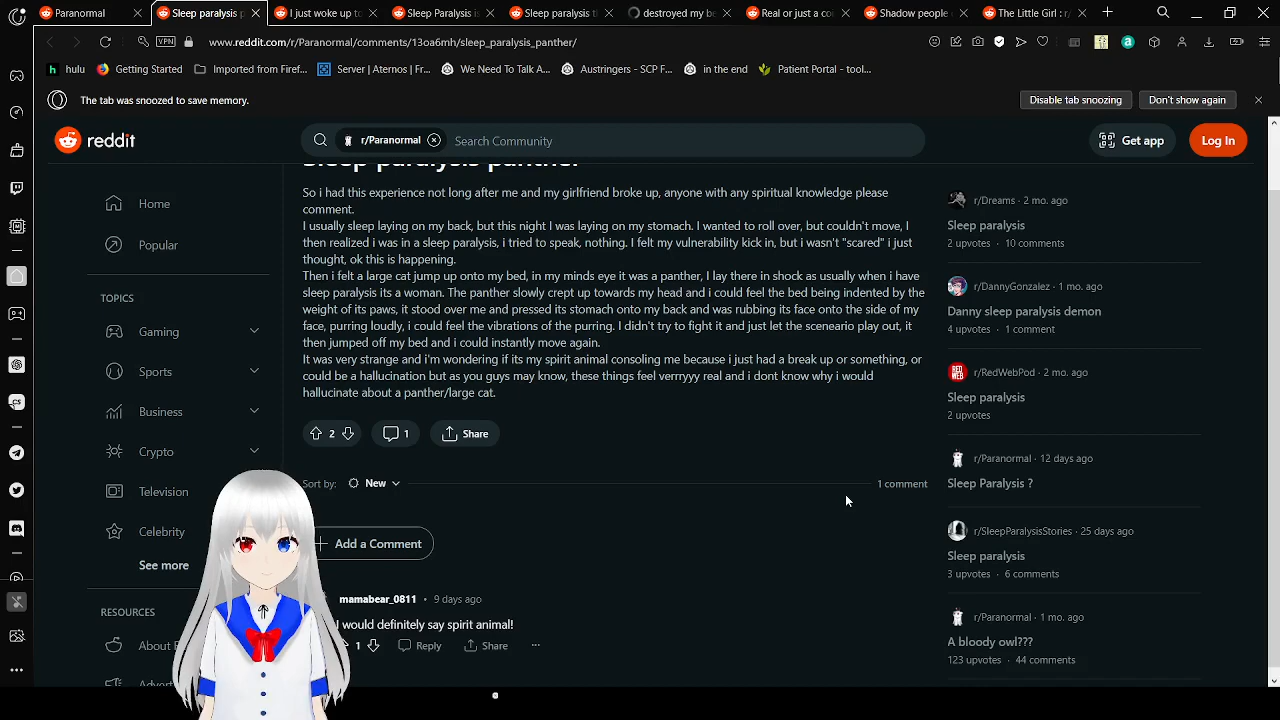 Paranormal
Sleep paralysis p
I just woke up to
Sleep Paralysis is
Sleep paralysis t
destroyed my be
Real or just a co
Shadow people
The Little Girl : r/
VPN
www.reddit.com/r/Paranormal/comments/13oa6mh/sleep_paralysis_panther/
hulu
Getting Started
Imported from Firef...
Server | Aternos | Fr...
We Need To Talk A...
Austringers - SCP F...
in the end
Patient Portal - tool...
The tab was snoozed to save memory.
Disable tab snoozing
Don't show again
reddit
r/Paranormal
Search Community
Get app
Log In
Sleep paralysis panther
Home
Popular
TOPICS
Gaming
Sports
Business
Crypto
Television
Celebrity
See more
RESOURCES
About
So i had this experience not long after me and my girlfriend broke up, anyone with any spiritual knowledge please
comment.
I usually sleep laying on my back, but this night I was laying on my stomach. I wanted to roll over, but couldn't move, I
then realized i was in a sleep paralysis, i tried to speak, nothing. I felt my vulnerability kick in, but i wasn't "scared" i just
thought, ok this is happening.
Then i felt a large cat jump up onto my bed, in my minds eye it was a panther, I lay there in shock as usually when i have
sleep paralysis its a woman. The panther slowly crept up towards my head and i could feel the bed being indented by the
weight of its paws, it stood over me and pressed its stomach onto my back and was rubbing its face onto the side of my
face, purring loudly, i could feel the vibrations of the purring. I didn't try to fight it and just let the sceneario play out, it
then jumped off my bed and i could instantly move again.
It was very strange and i'm wondering if its my spirit animal consoling me because i just had a break up or something, or
could be a hallucination but as you guys may know, these things feel verrryyy real and i dont know why i would
hallucinate about a panther/large cat.
2
1
Share
Sort by:
New
1 comment
Add a Comment
mamabear_0811 • 9 days ago
I would definitely say spirit animal!
1
Reply
Share
r/Dreams · 2 mo. ago
Sleep paralysis
2 upvotes · 10 comments
r/DannyGonzalez · 1 mo. ago
Danny sleep paralysis demon
4 upvotes · 1 comment
RED WEB
r/RedWebPod · 2 mo. ago
Sleep paralysis
2 upvotes
r/Paranormal · 12 days ago
Sleep Paralysis ?
r/SleepParalysisStories · 25 days ago
Sleep paralysis
3 upvotes · 6 comments
r/Paranormal · 1 mo. ago
A bloody owl???
123 upvotes · 44 comments